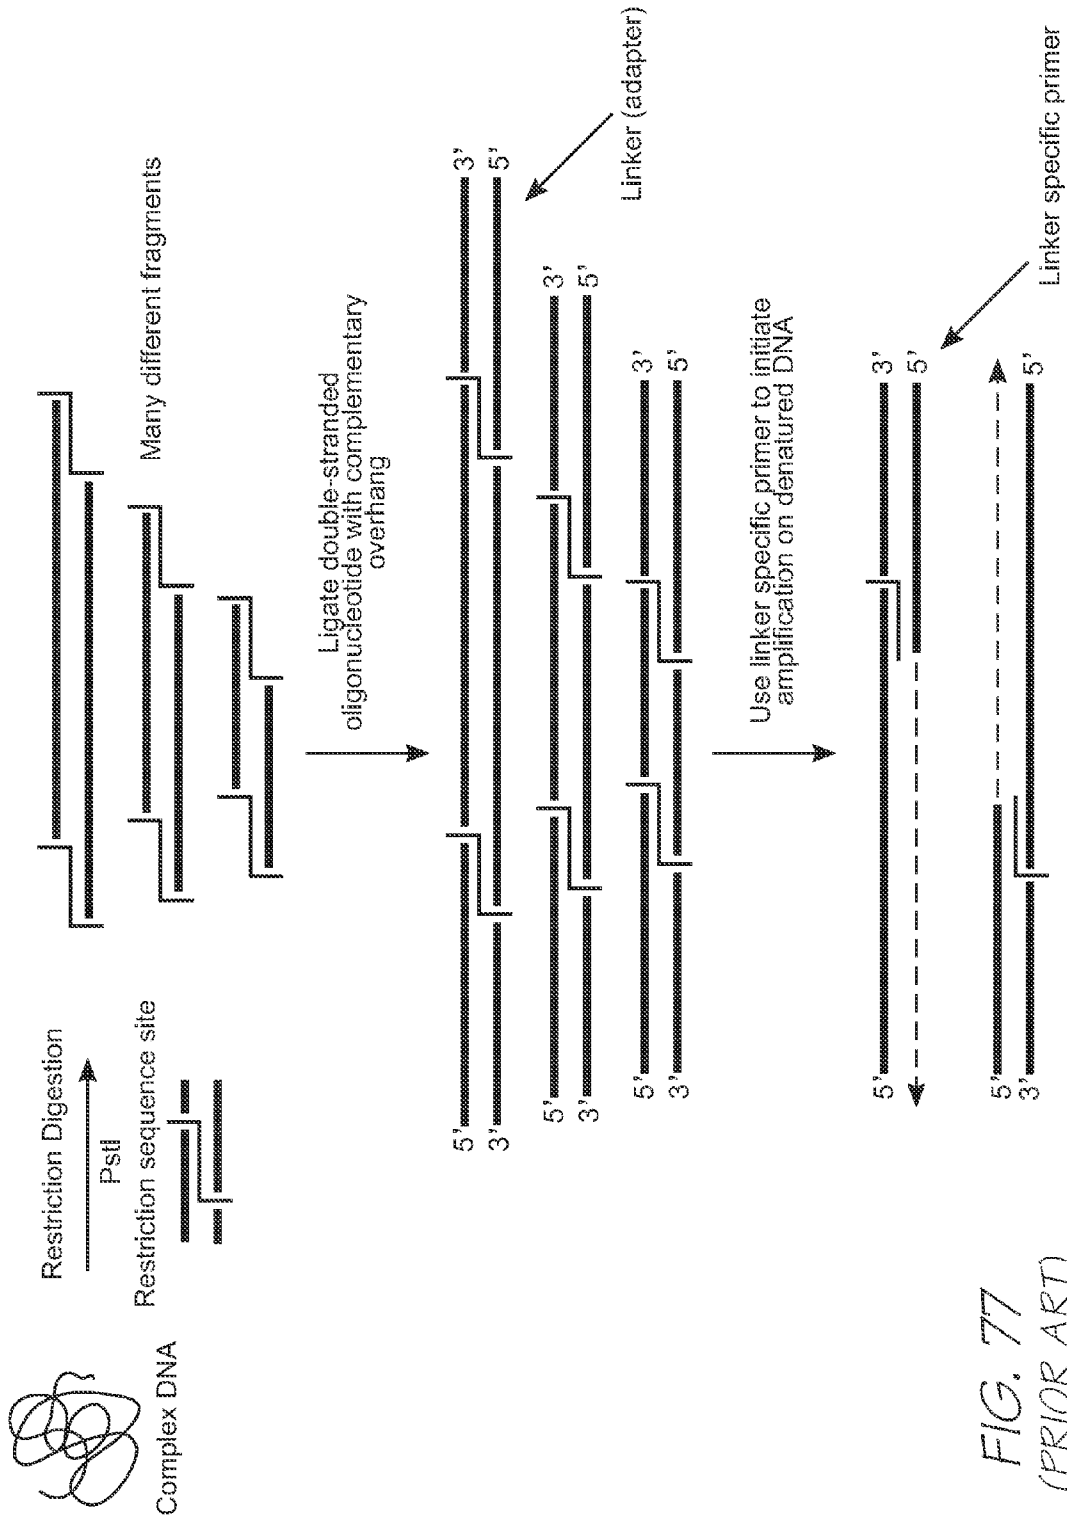 Complex DNA
Restriction Digestion
PstI
Restriction sequence site
Many different fragments
Ligate double-stranded
oligonucleotide with complementary
overhang
5' 3'
3' 5'
5' 3'
3' 5'
5' 3'
3' 5'
Linker (adapter)
Use linker specific primer to initiate
amplification on denatured DNA
5' 3'
5'
Linker specific primer
5'
3' 5'
FIG. 77
(PRIOR ART)